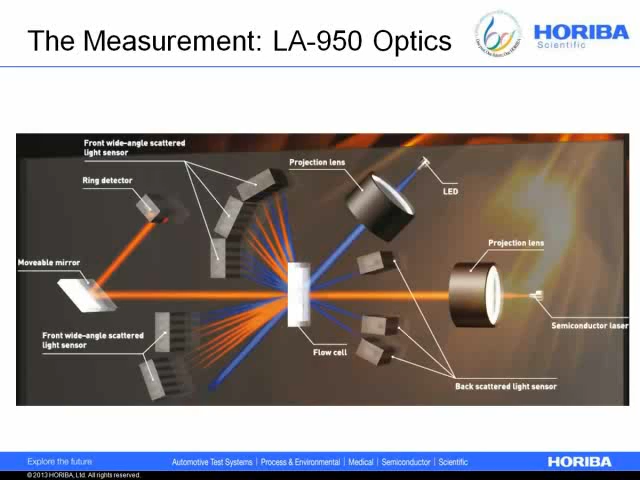 The Measurement: LA-950 Optics
HORIBA
Scientific
Front wide-angle scattered
light sensor
Ring detector
Projection lens
LED
Projection lens
Moveable mirror
Semiconductor laser
Front wide-angle scattered
light sensor
Flow cell
Back scattered light sensor
Explore the future
Automotive Test Systems | Process & Environmental | Medical | Semiconductor | Scientific
HORIBA
© 2013 HORIBA, Ltd. All rights reserved.